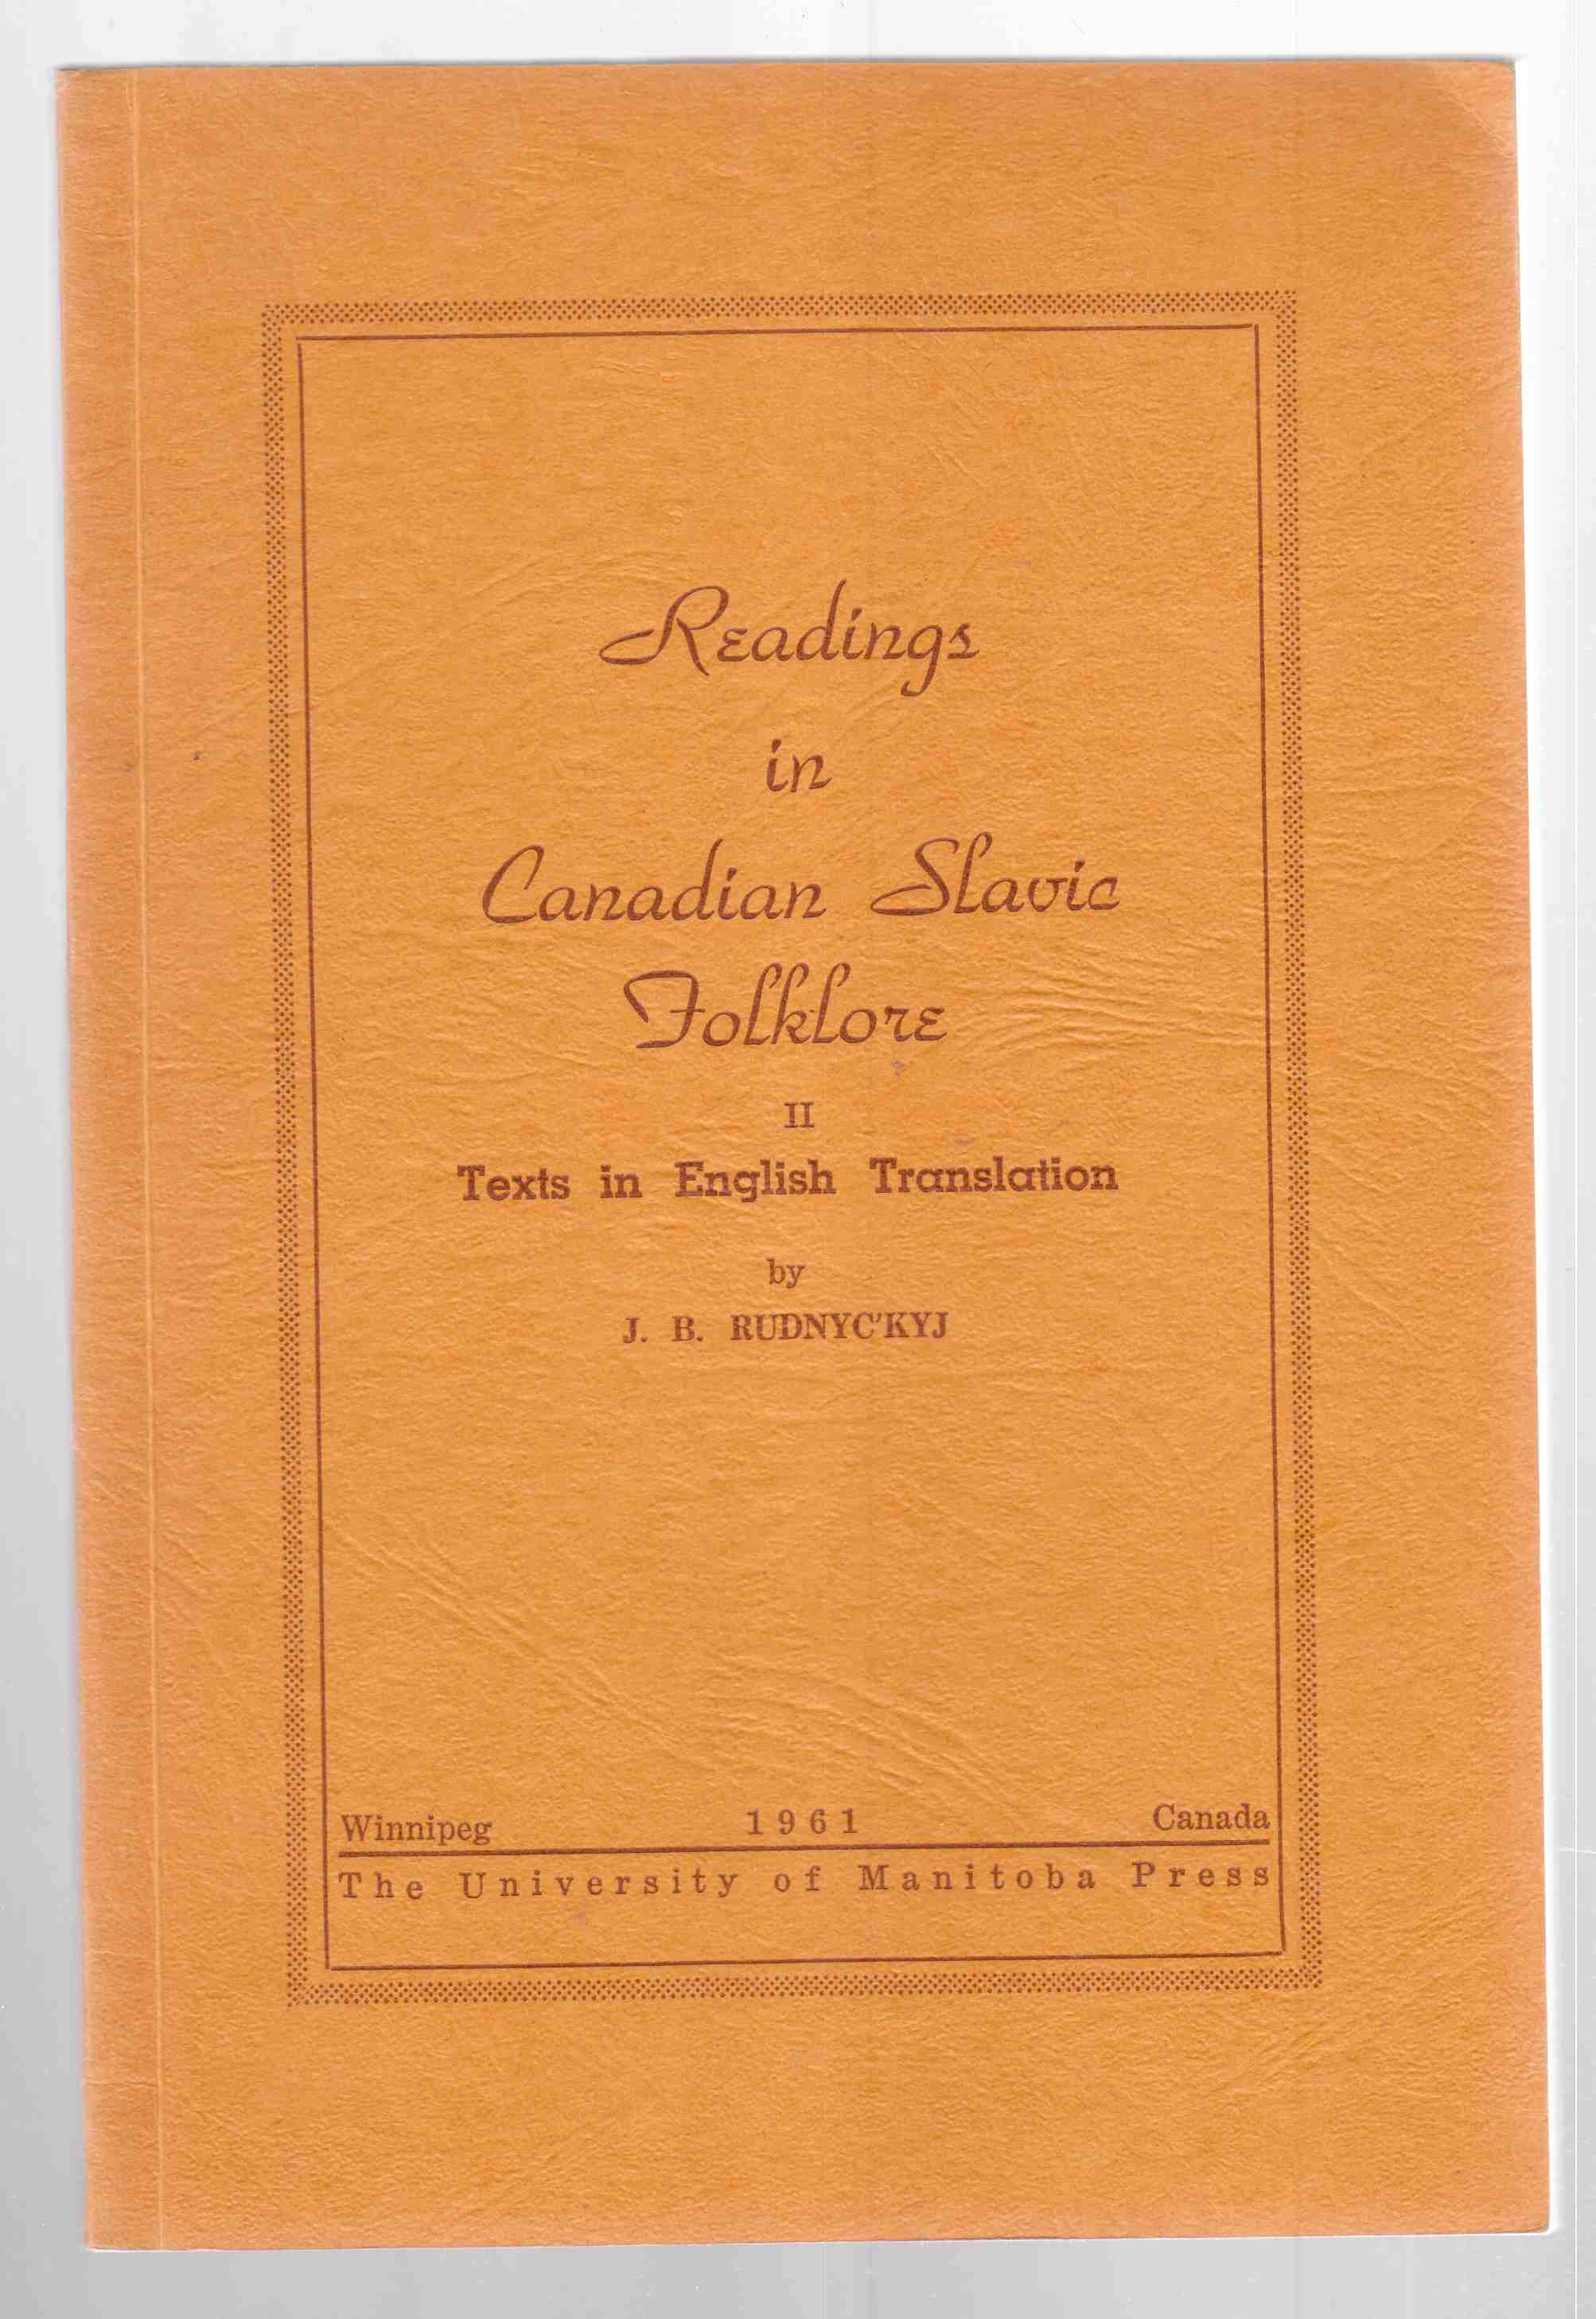 Readings
in
Canadian Slavic
Folklore
II
Texts in English Translation
by
J. B. RUDNYC'KYJ
Winnipeg 1961 Canada
The University of Manitoba Press